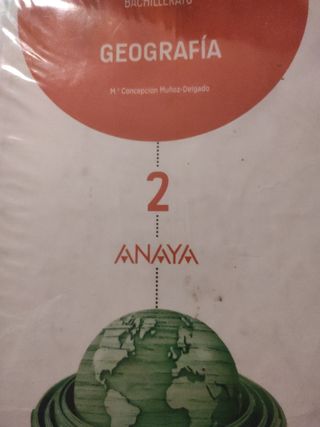 BACHILLERATO
GEOGRAFÍA
M.ª Concepción Muñoz-Delgado
2
ANAYA